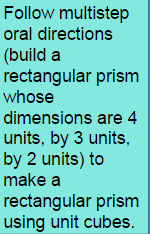 Follow multistep
oral directions
(build a
rectangular prism
whose
dimensions are 4
units, by 3 units,
by 2 units) to
make a
rectangular prism
using unit cubes.